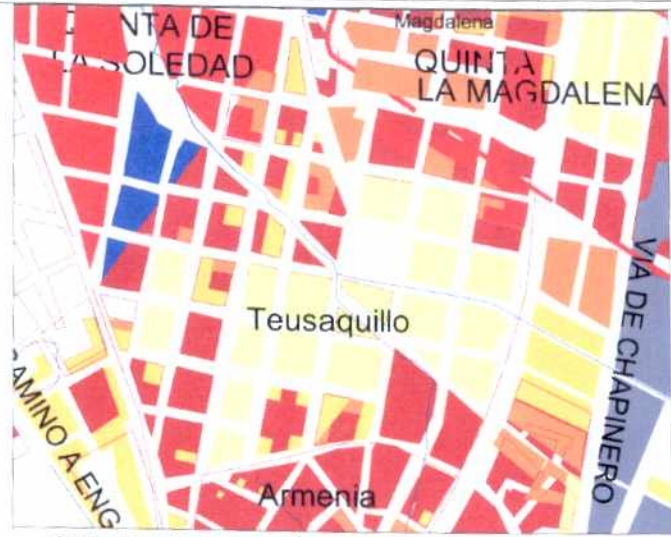 NTA DE
LA SOLEDAD
Magdalena
QUINTA
LA MAGDALENA
VIA DE CHAPINERO
Teusaquillo
AMINO A ENG
Armenia